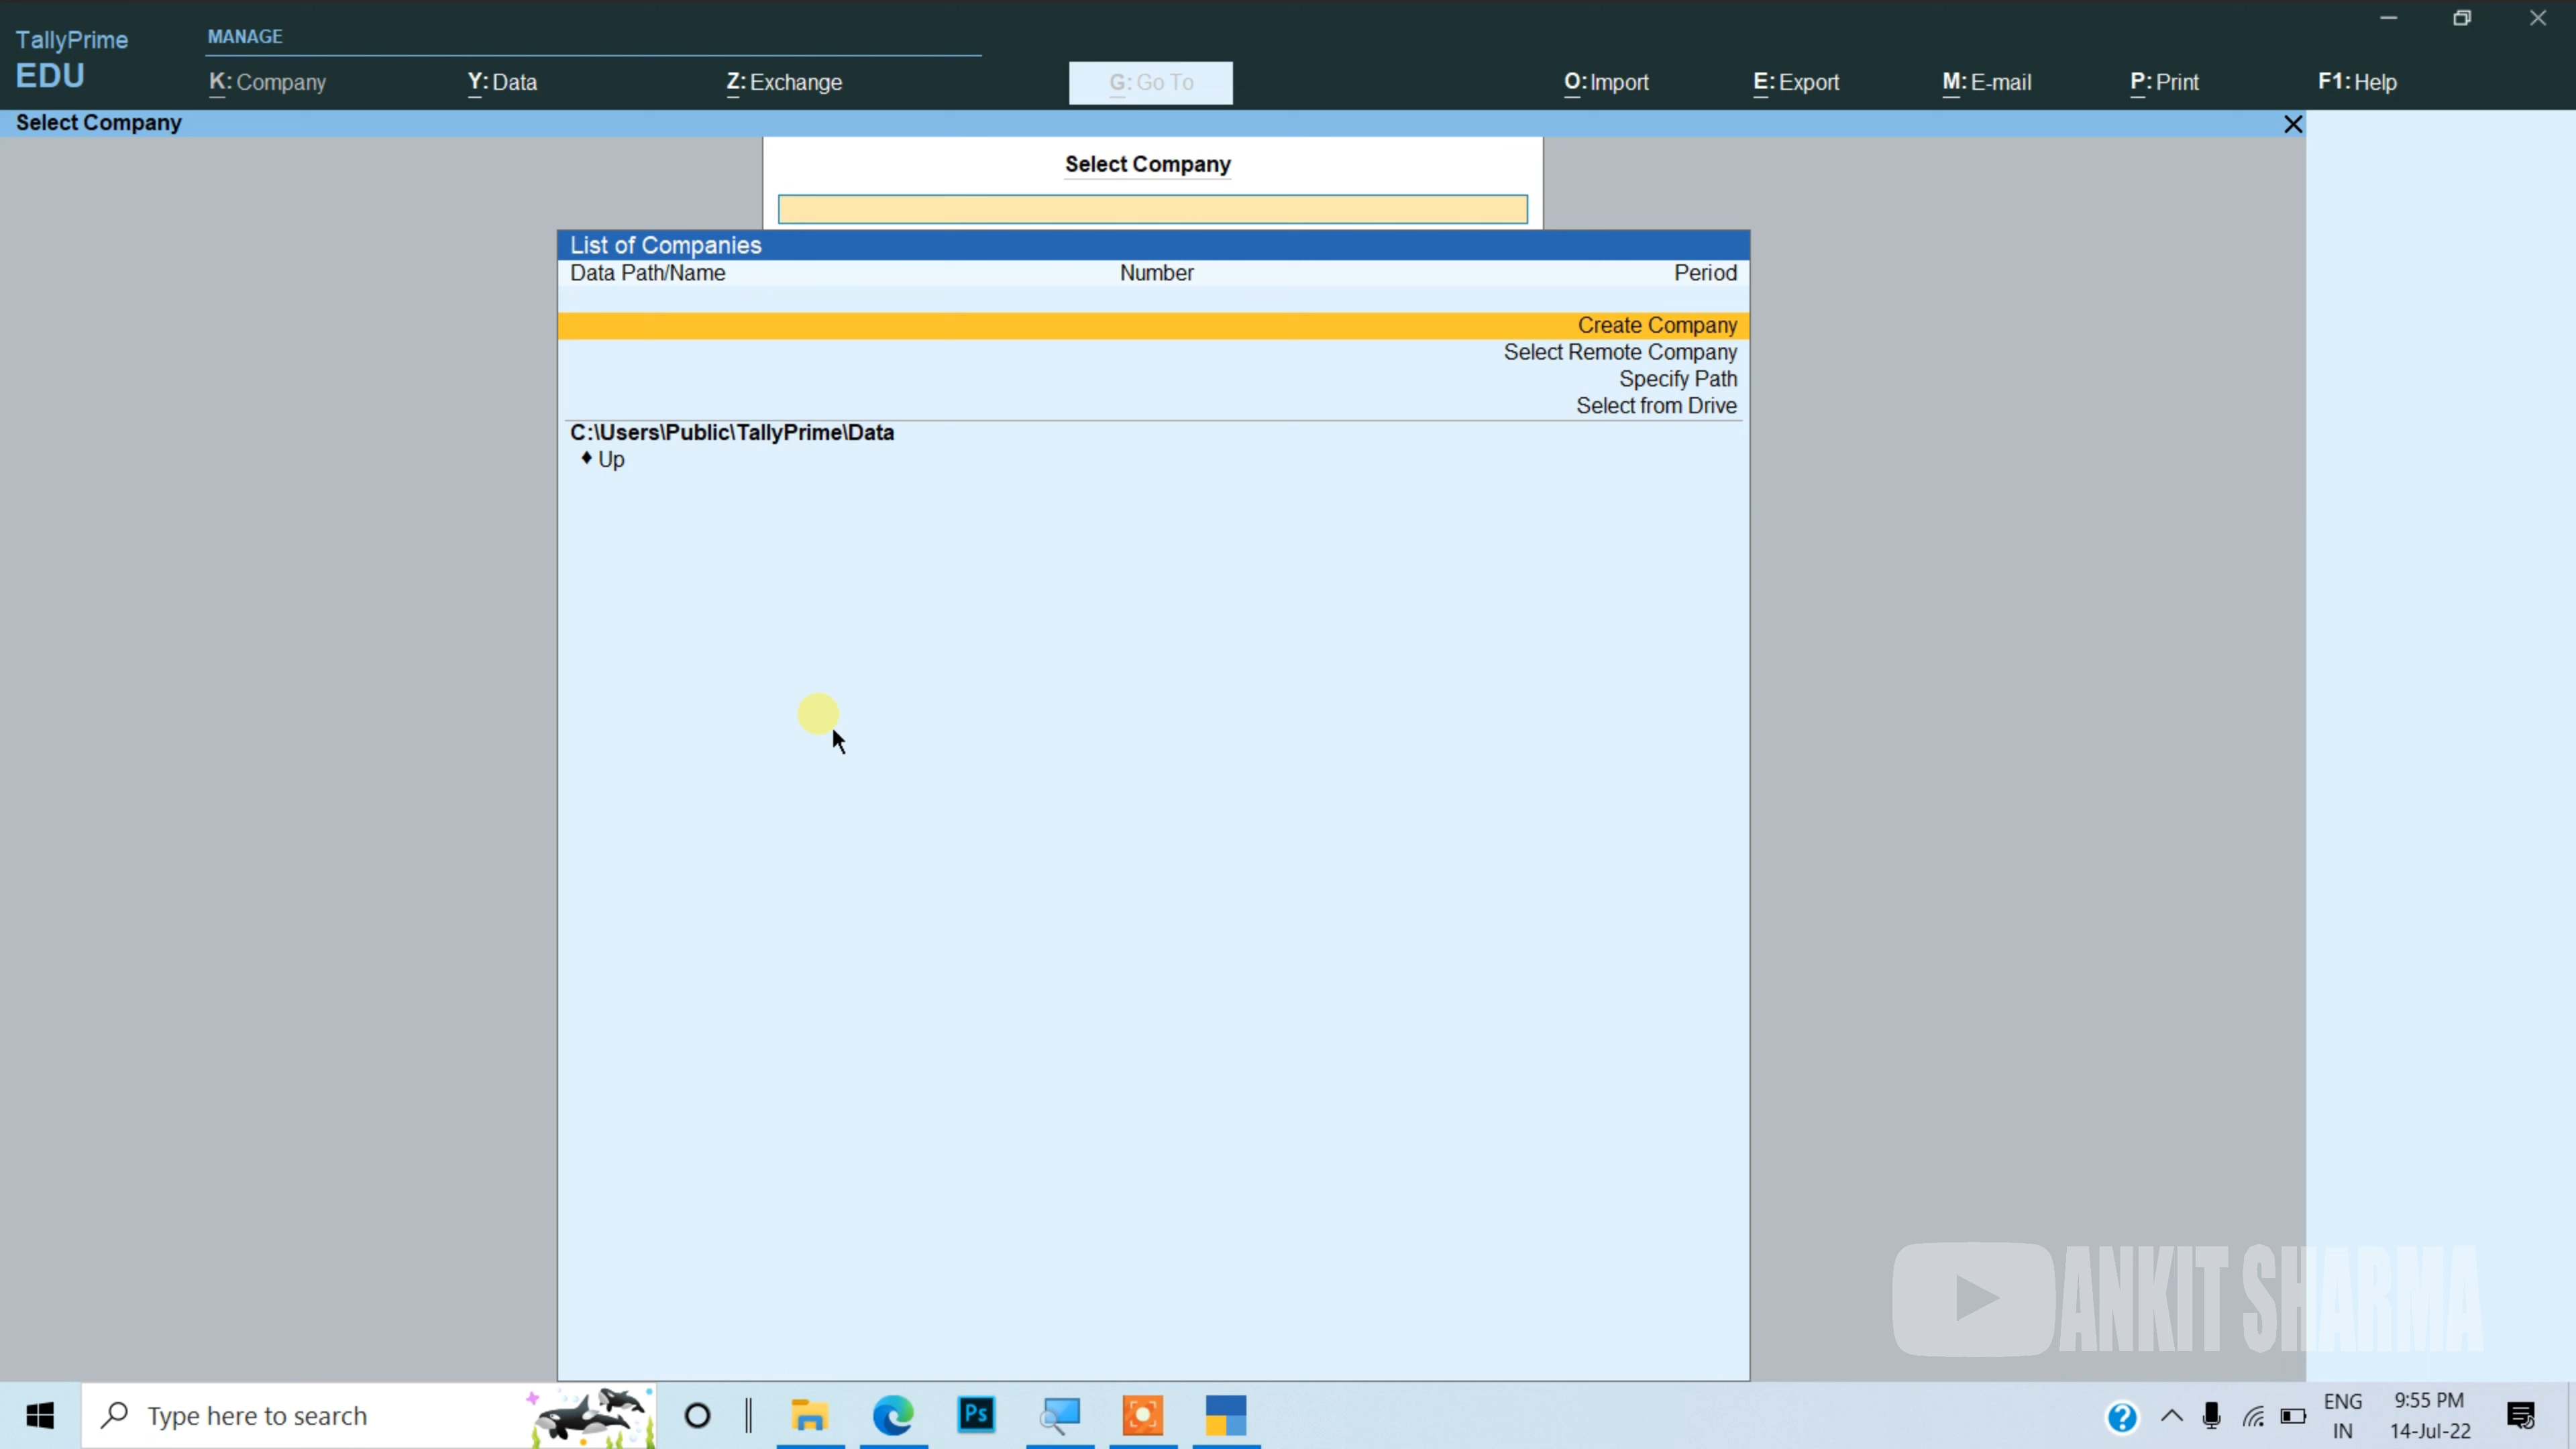 TallyPrime
EDU
MANAGE
K: Company
Y: Data
Z: Exchange
G: Go To
O: Import
E: Export
M: E-mail
P: Print
F1: Help
Select Company
Select Company
List of Companies
Data Path/Name Number Period
Create Company
Select Remote Company
Specify Path
Select from Drive
C:\Users\Public\TallyPrime\Data
♦ Up
ANKIT SHARMA
Type here to search
Ps
ENG
IN
9:55 PM
14-Jul-22